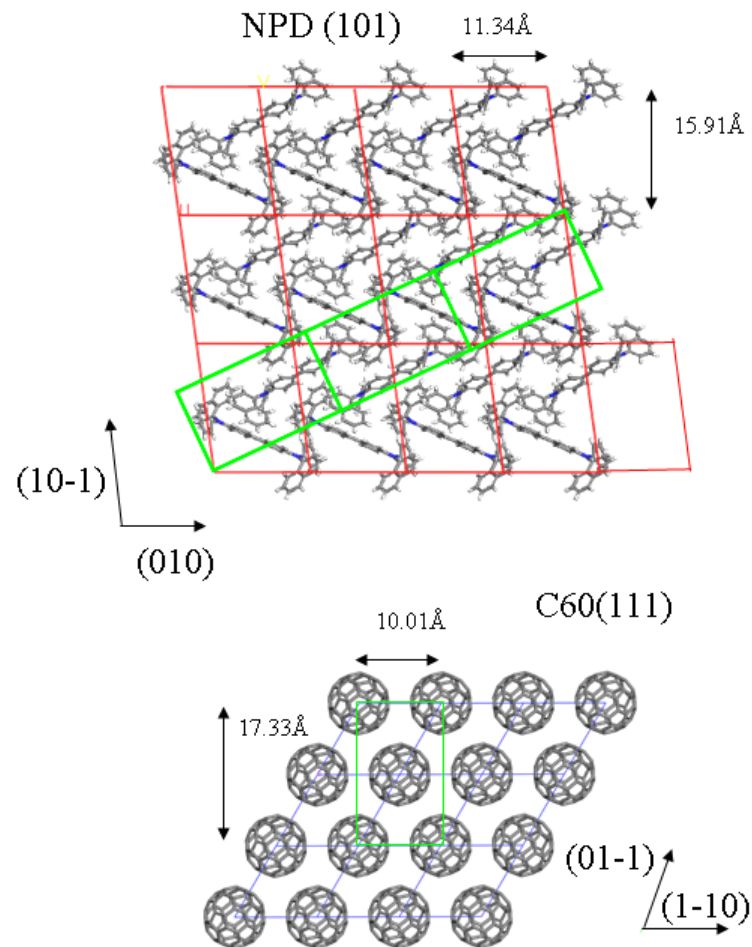 NPD (101)
11.34Å
15.91Å
(10-1)
(010)
C60(111)
10.01Å
17.33Å
(01-1)
(1-10)